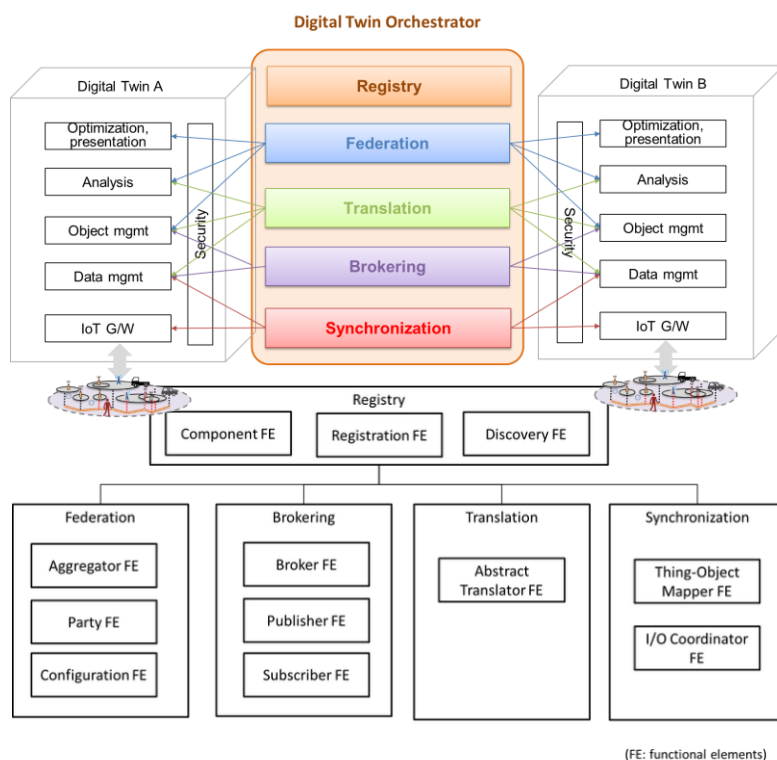 Digital Twin Orchestrator
Digital Twin A
Optimization,
presentation
Analysis
Object mgmt
Data mgmt
IoT G/W
Security
Registry
Federation
Translation
Brokering
Synchronization
Digital Twin B
Security
Optimization,
presentation
Analysis
Object mgmt
Data mgmt
IoT G/W
Registry
Component FE
Registration FE
Discovery FE
Federation
Aggregator FE
Party FE
Configuration FE
Brokering
Broker FE
Publisher FE
Subscriber FE
Translation
Abstract
Translator FE
Synchronization
Thing-Object
Mapper FE
I/O Coordinator
FE
(FE: functional elements)